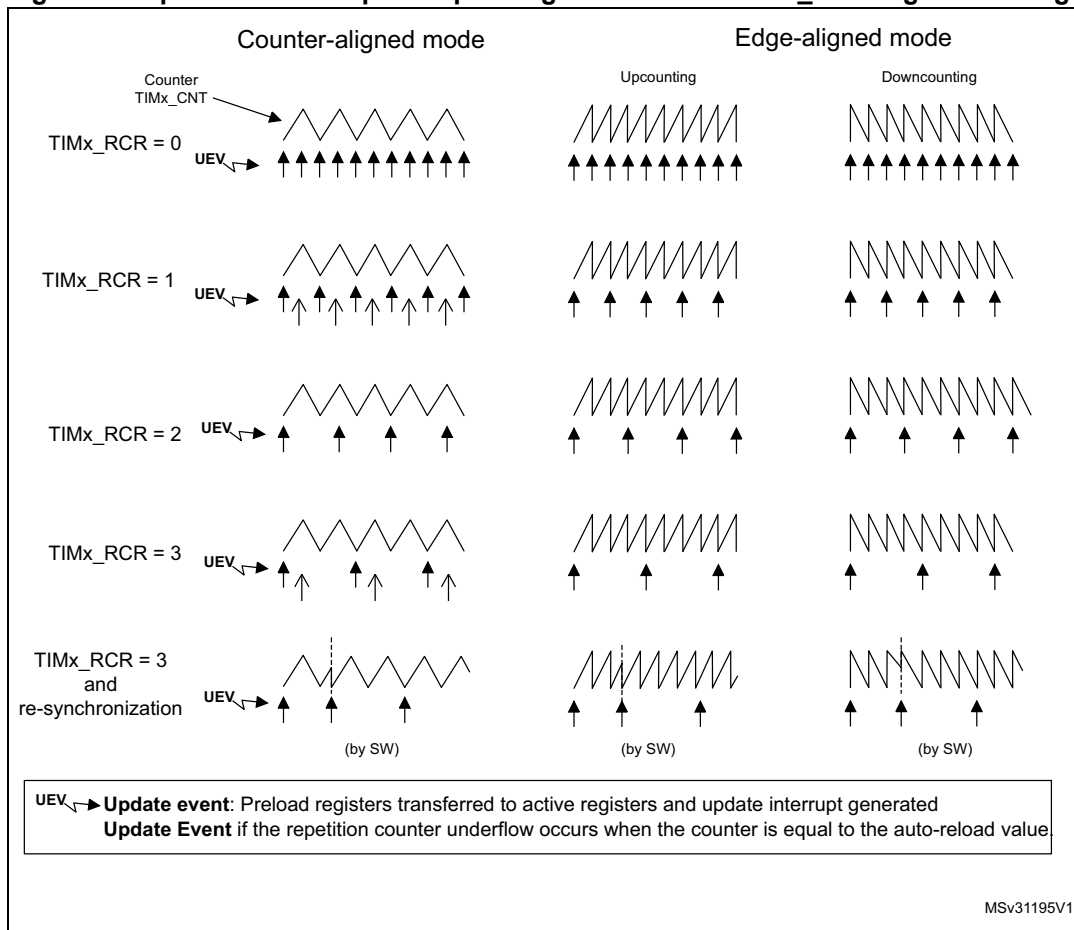 Counter-aligned mode
Edge-aligned mode
Counter
TIMx_CNT
Upcounting
Downcounting
TIMx_RCR = 0
UEV
TIMx_RCR = 1
UEV
TIMx_RCR = 2
UEV
TIMx_RCR = 3
UEV
TIMx_RCR = 3
and
re-synchronization
UEV
(by SW)
(by SW)
(by SW)
UEV Update event: Preload registers transferred to active registers and update interrupt generated
Update Event if the repetition counter underflow occurs when the counter is equal to the auto-reload value.
MSv31195V1